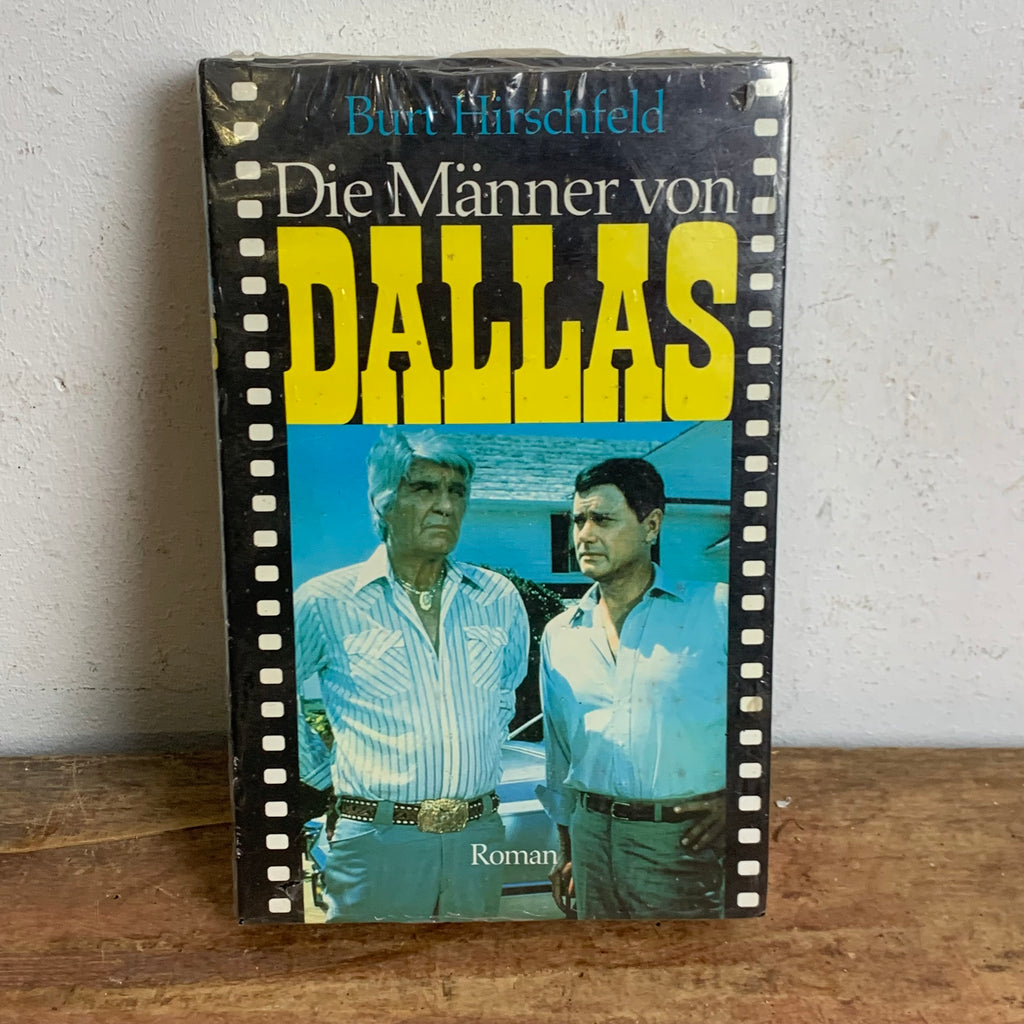 Burt Hirschfeld
Die Männer von
DALLAS
Roman